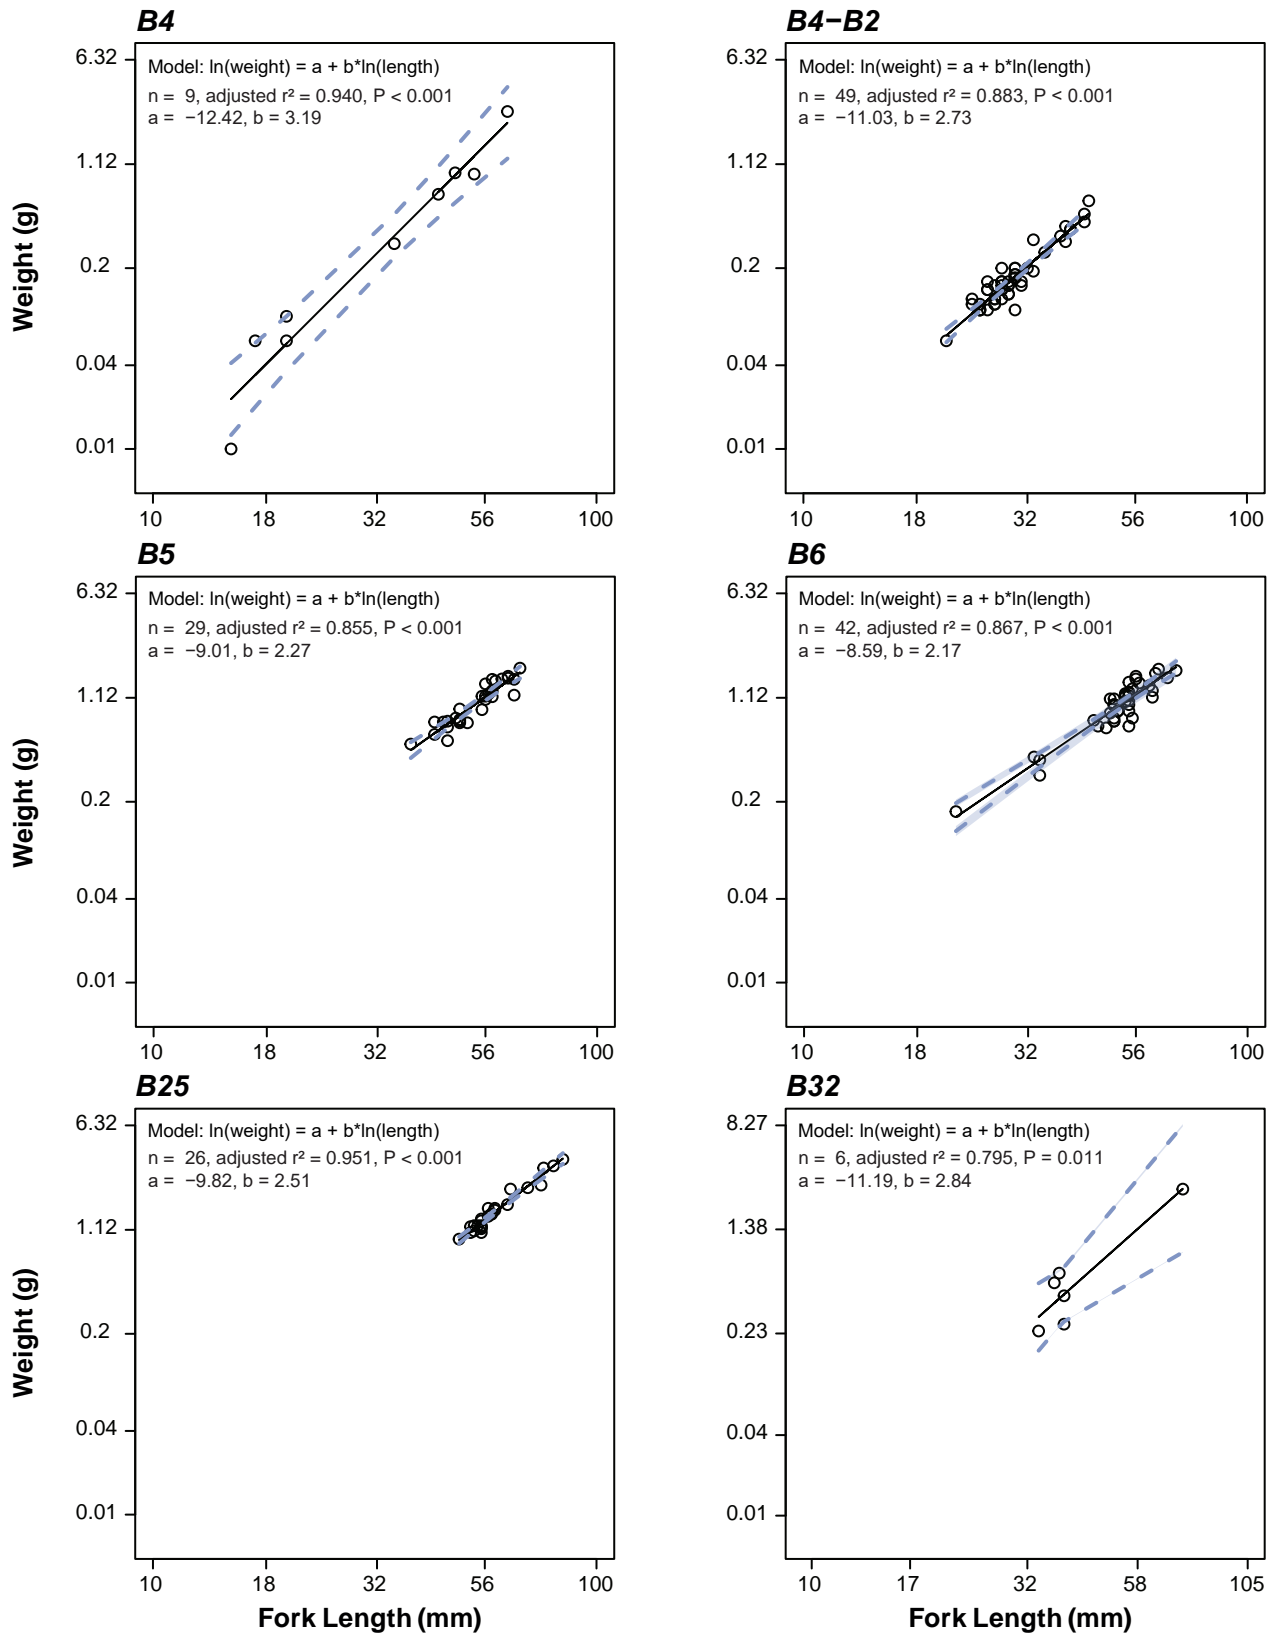 B4
B4−B2
6.32
Model: ln(weight) = a + b*ln(length)
n = 9, adjusted r² = 0.940, P < 0.001
a = −12.42, b = 3.19
1.12
0.2
0.04
0.01
Weight (g)
10 18 32 56 100
6.32
Model: ln(weight) = a + b*ln(length)
n = 49, adjusted r² = 0.883, P < 0.001
a = −11.03, b = 2.73
1.12
0.2
0.04
0.01
10 18 32 56 100
B5
6.32
Model: ln(weight) = a + b*ln(length)
n = 29, adjusted r² = 0.855, P < 0.001
a = −9.01, b = 2.27
1.12
0.2
0.04
0.01
Weight (g)
10 18 32 56 100
B6
6.32
Model: ln(weight) = a + b*ln(length)
n = 42, adjusted r² = 0.867, P < 0.001
a = −8.59, b = 2.17
1.12
0.2
0.04
0.01
10 18 32 56 100
B25
6.32
Model: ln(weight) = a + b*ln(length)
n = 26, adjusted r² = 0.951, P < 0.001
a = −9.82, b = 2.51
1.12
0.2
0.04
0.01
Weight (g)
10 18 32 56 100
Fork Length (mm)
B32
8.27
Model: ln(weight) = a + b*ln(length)
n = 6, adjusted r² = 0.795, P = 0.011
a = −11.19, b = 2.84
1.38
0.23
0.04
0.01
10 17 32 58 105
Fork Length (mm)